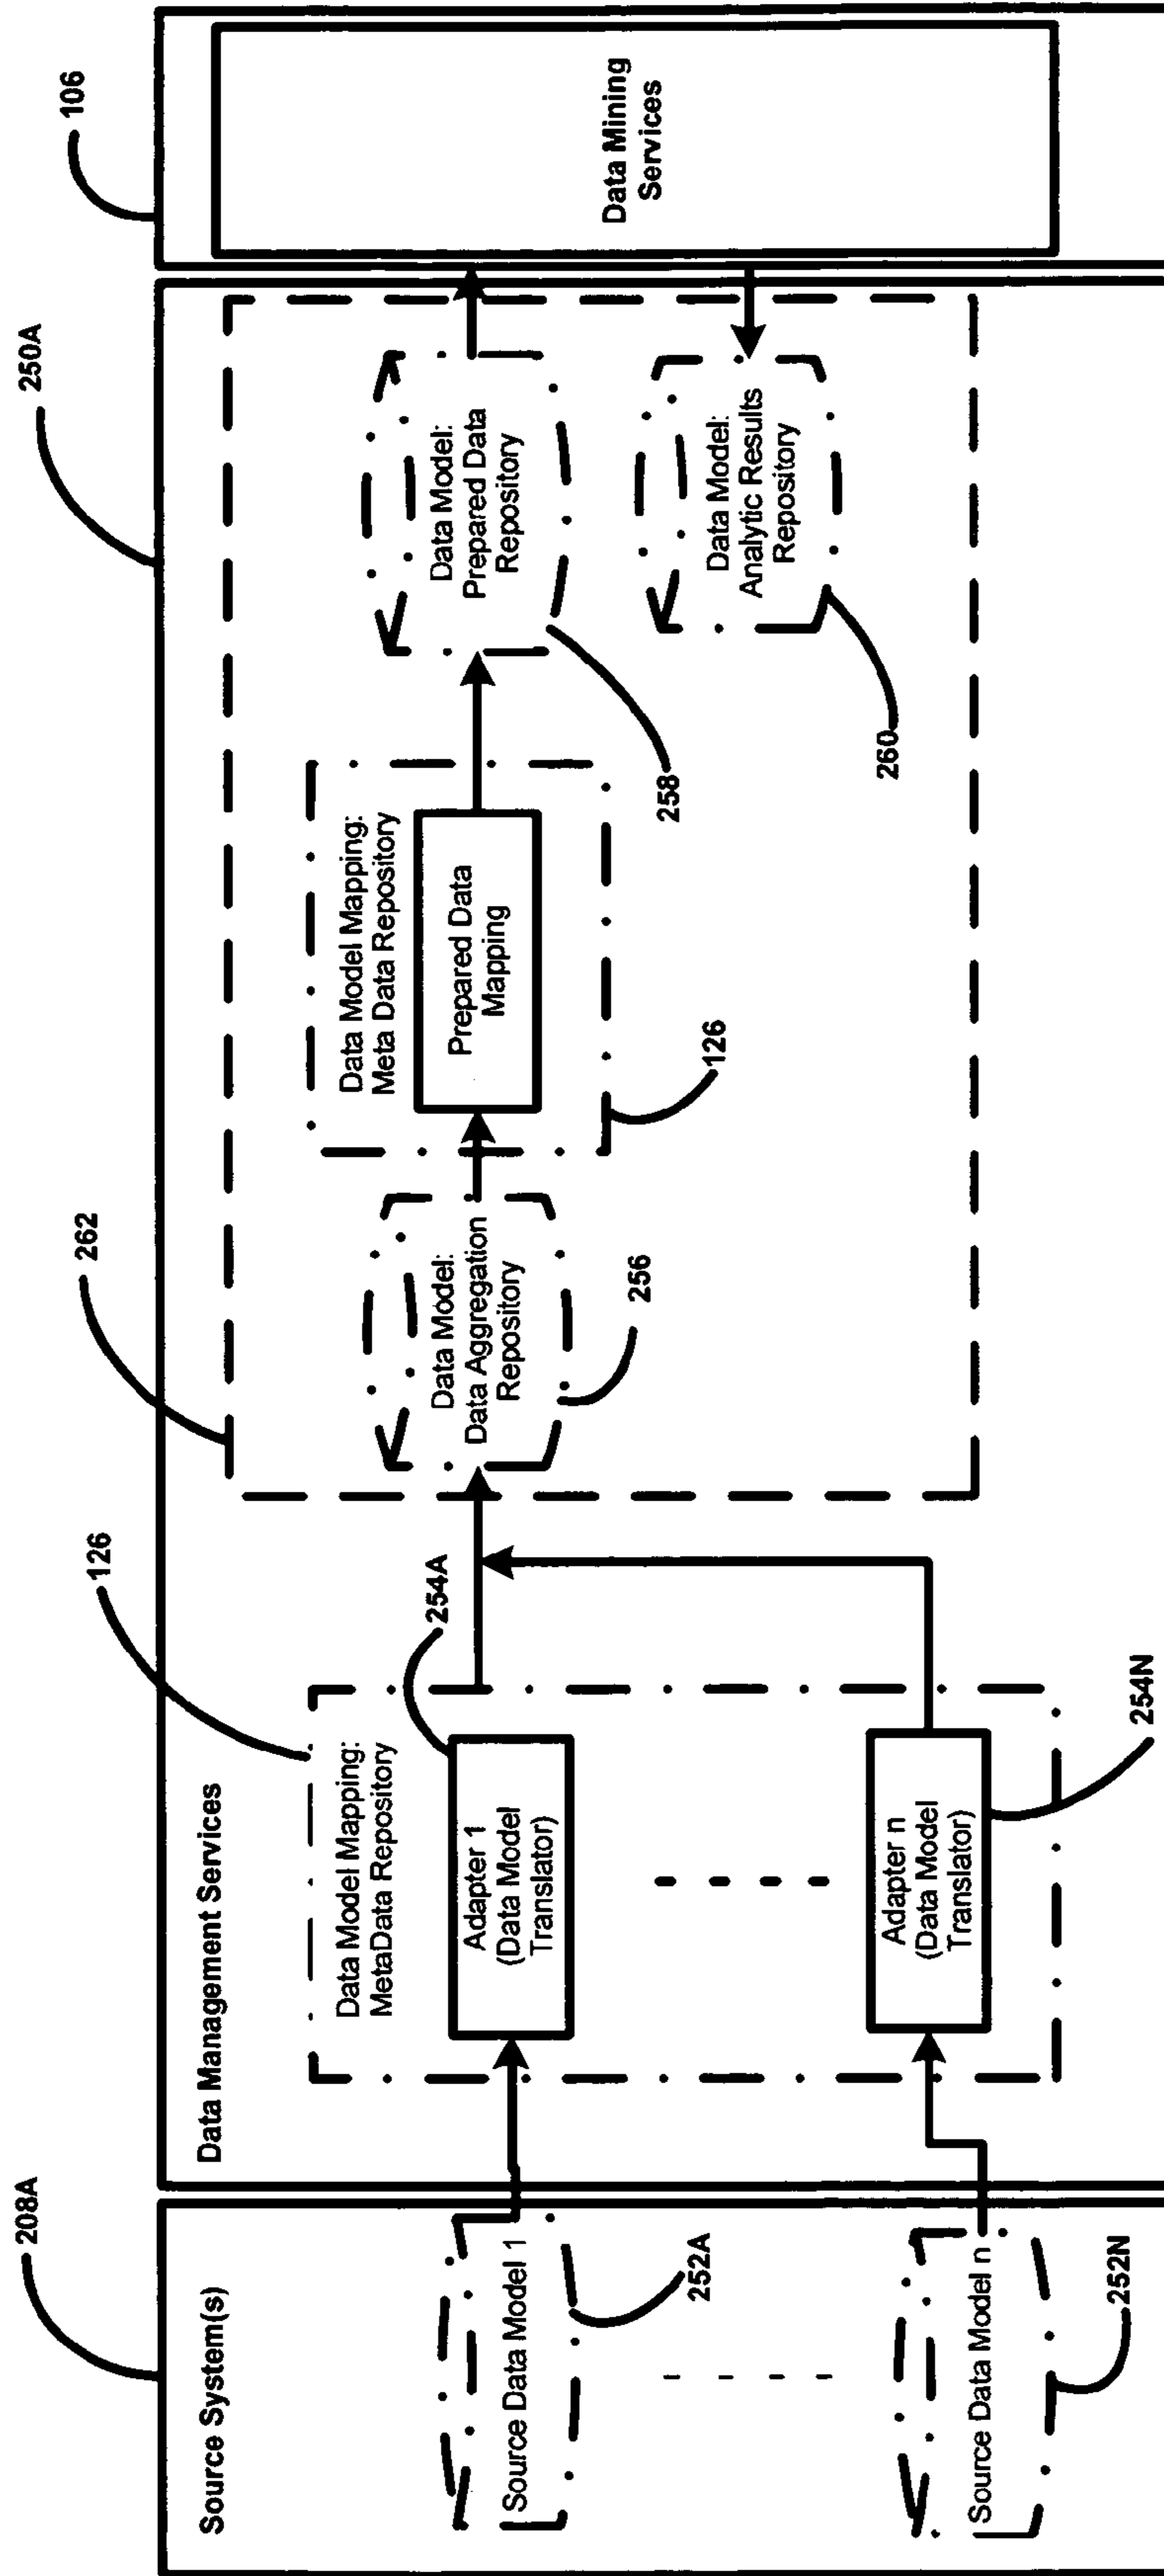 208A
Source System(s)
Source Data Model 1
252A
Source Data Model n
252N
Data Management Services
126
Data Model Mapping:
MetaData Repository
Adapter 1
(Data Model
Translator)
254A
Adapter n
(Data Model
Translator)
254N
262
250A
Data Model:
Data Aggregation
Repository
256
Data Model Mapping:
Meta Data Repository
Prepared Data
Mapping
126
Data Model:
Prepared Data
Repository
258
Data Model:
Analytic Results
Repository
260
106
Data Mining
Services